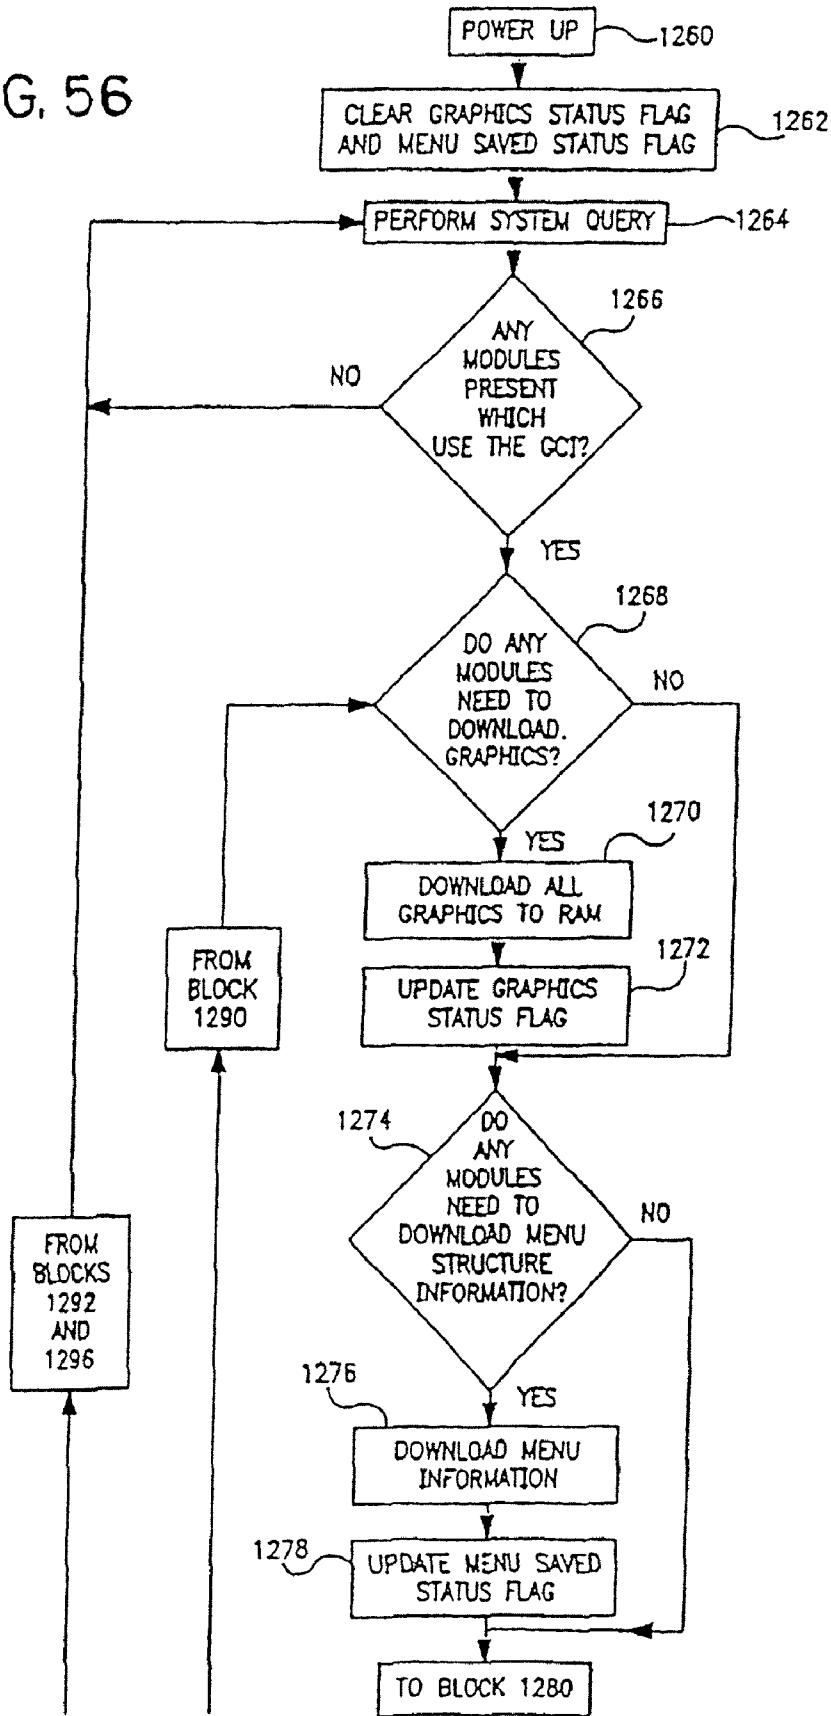 POWER UP
1260
G. 56
CLEAR GRAPHICS STATUS FLAG
AND MENU SAVED STATUS FLAG
1262
PERFORM SYSTEM QUERY
1264
1266
ANY
MODULES
PRESENT
WHICH
USE THE GCI?
NO
YES
1268
DO ANY
MODULES
NEED TO
DOWNLOAD.
GRAPHICS?
NO
YES
1270
DOWNLOAD ALL
GRAPHICS TO RAM
1272
UPDATE GRAPHICS
STATUS FLAG
FROM
BLOCK
1290
1274
DO
ANY
MODULES
NEED TO
DOWNLOAD MENU
STRUCTURE
INFORMATION?
NO
YES
FROM
BLOCKS
1292
AND
1296
1276
DOWNLOAD MENU
INFORMATION
1278
UPDATE MENU SAVED
STATUS FLAG
TO BLOCK 1280